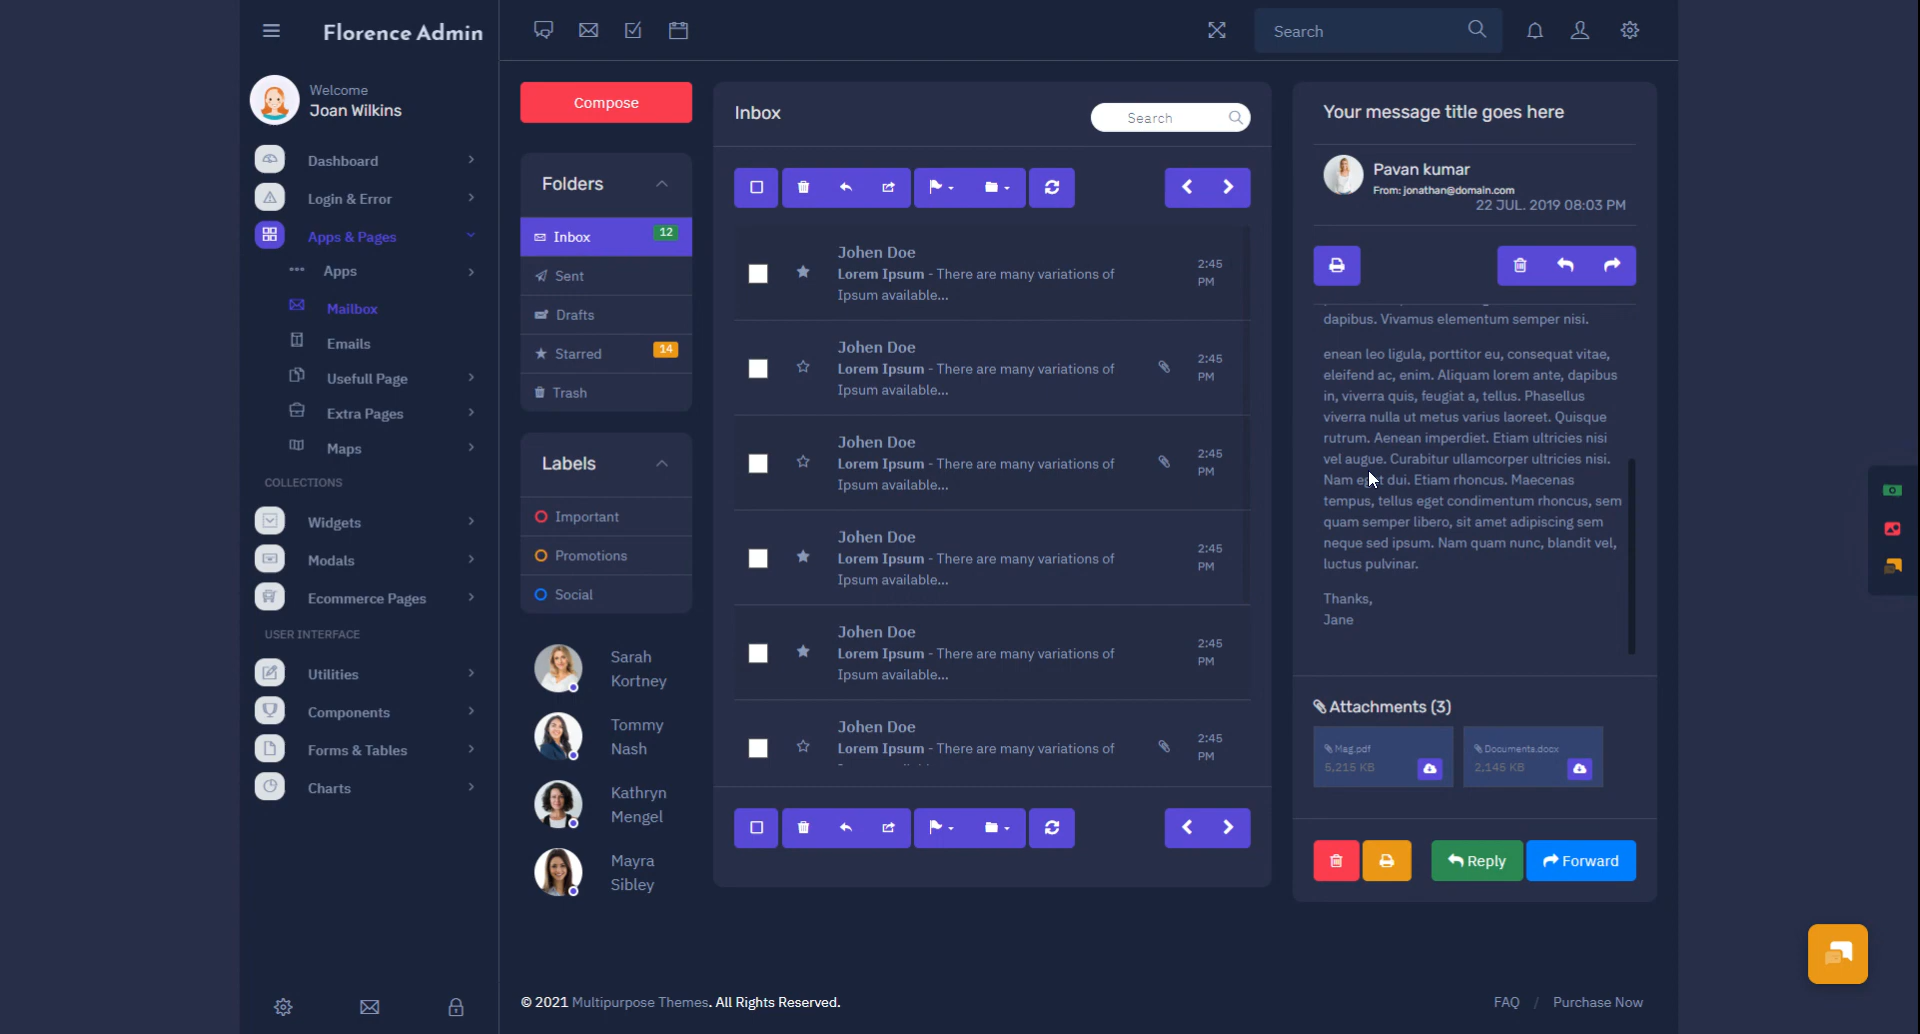 Florence Admin
Search
Welcome
Joan Wilkins
Dashboard
Login & Error
Apps & Pages
Apps
Mailbox
Emails
Usefull Page
Extra Pages
Maps
COLLECTIONS
Widgets
Modals
Ecommerce Pages
USER INTERFACE
Utilities
Components
Forms & Tables
Charts
Compose
Folders
Inbox 12
Sent
Drafts
Starred 14
Trash
Labels
Important
Promotions
Social
Sarah
Kortney
Tommy
Nash
Kathryn
Mengel
Mayra
Sibley
Inbox
Search
Johen Doe
Lorem Ipsum - There are many variations of
Ipsum available...
2:45
PM
Johen Doe
Lorem Ipsum - There are many variations of
Ipsum available...
2:45
PM
Johen Doe
Lorem Ipsum - There are many variations of
Ipsum available...
2:45
PM
Johen Doe
Lorem Ipsum - There are many variations of
Ipsum available...
2:45
PM
Johen Doe
Lorem Ipsum - There are many variations of
Ipsum available...
2:45
PM
Johen Doe
Lorem Ipsum - There are many variations of
2:45
PM
Your message title goes here
Pavan kumar
From: jonathan@domain.com
22 JUL. 2019 08:03 PM
dapibus. Vivamus elementum semper nisi.
enean leo ligula, porttitor eu, consequat vitae,
eleifend ac, enim. Aliquam lorem ante, dapibus
in, viverra quis, feugiat a, tellus. Phasellus
viverra nulla ut metus varius laoreet. Quisque
rutrum. Aenean imperdiet. Etiam ultricies nisi
vel augue. Curabitur ullamcorper ultricies nisi.
Nam eget dui. Etiam rhoncus. Maecenas
tempus, tellus eget condimentum rhoncus, sem
quam semper libero, sit amet adipiscing sem
neque sed ipsum. Nam quam nunc, blandit vel,
luctus pulvinar.
Thanks,
Jane
Attachments (3)
Mag.pdf
5,215 KB
Documents.docx
2,145 KB
Reply
Forward
© 2021 Multipurpose Themes. All Rights Reserved.
FAQ / Purchase Now